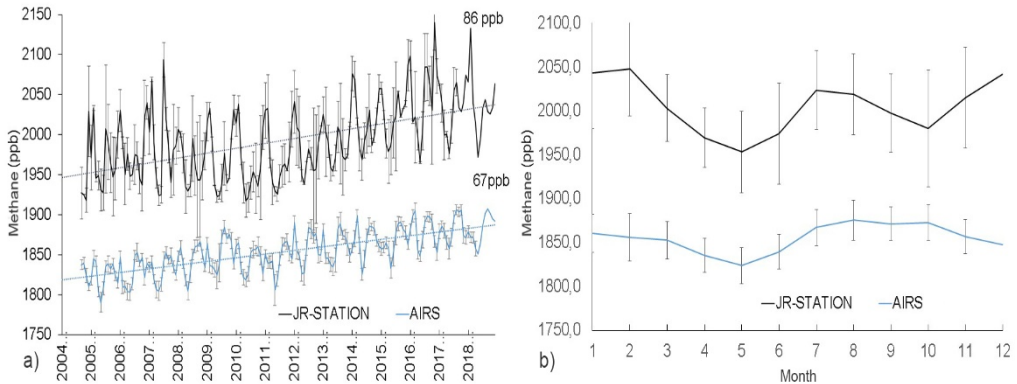 2150
2100
2050
2000
1950
1900
1850
1800
1750
Methane (ppb)
86 ppb
67ppb
JR-STATION
AIRS
2004
2005
2006
2007
2008
2009
2010
2011
2012
2013
2014
2015
2016
2017
2018
a)
2100,0
2050,0
2000,0
1950,0
1900,0
1850,0
1800,0
1750,0
Methane (ppb)
JR-STATION
AIRS
1 2 3 4 5 6 7 8 9 10 11 12
Month
b)